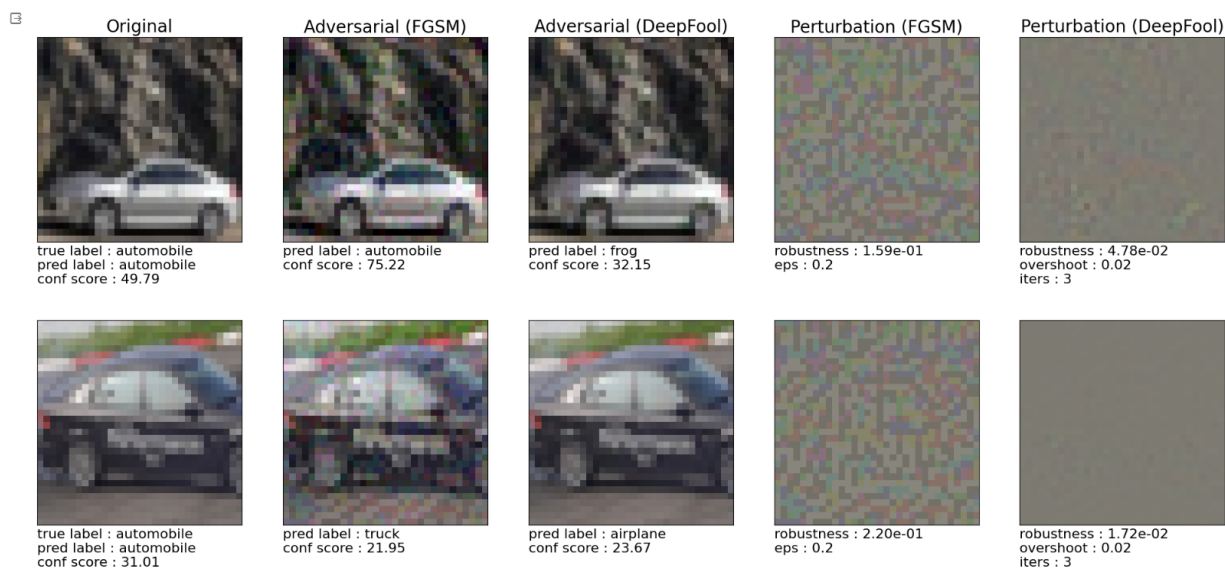 Original
Adversarial (FGSM)
Adversarial (DeepFool)
Perturbation (FGSM)
Perturbation (DeepFool)
true label : automobile
pred label : automobile
conf score : 49.79
pred label : automobile
conf score : 75.22
pred label : frog
conf score : 32.15
robustness : 1.59e-01
eps : 0.2
robustness : 4.78e-02
overshoot : 0.02
iters : 3
true label : automobile
pred label : automobile
conf score : 31.01
pred label : truck
conf score : 21.95
pred label : airplane
conf score : 23.67
robustness : 2.20e-01
eps : 0.2
robustness : 1.72e-02
overshoot : 0.02
iters : 3